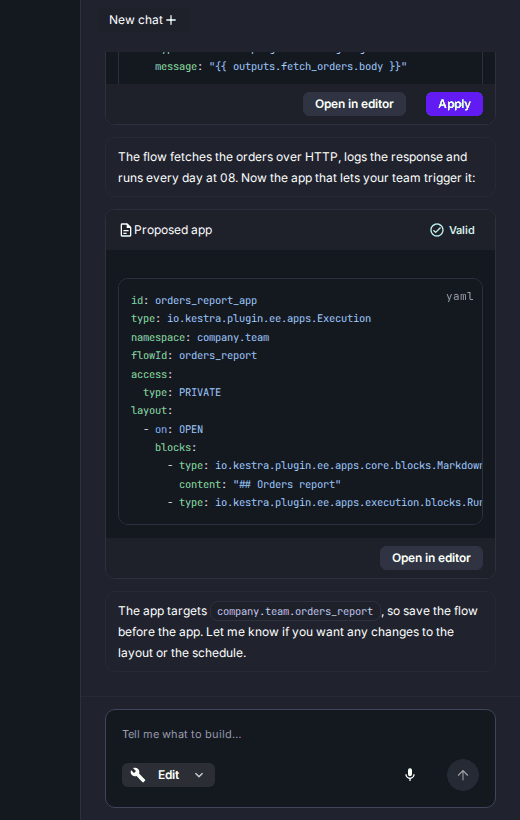 New chat +
message: "{{ outputs.fetch_orders.body }}"
Open in editor
Apply
The flow fetches the orders over HTTP, logs the response and
runs every day at 08. Now the app that lets your team trigger it:
Proposed app
Valid
yaml
id: orders_report_app
type: io.kestra.plugin.ee.apps.Execution
namespace: company.team
flowId: orders_report
access:
type: PRIVATE
layout:
- on: OPEN
blocks:
- type: io.kestra.plugin.ee.apps.core.blocks.Markdown
content: "## Orders report"
- type: io.kestra.plugin.ee.apps.execution.blocks.Ru
Open in editor
The app targets company.team.orders_report, so save the flow
before the app. Let me know if you want any changes to the
layout or the schedule.
Tell me what to build...
Edit